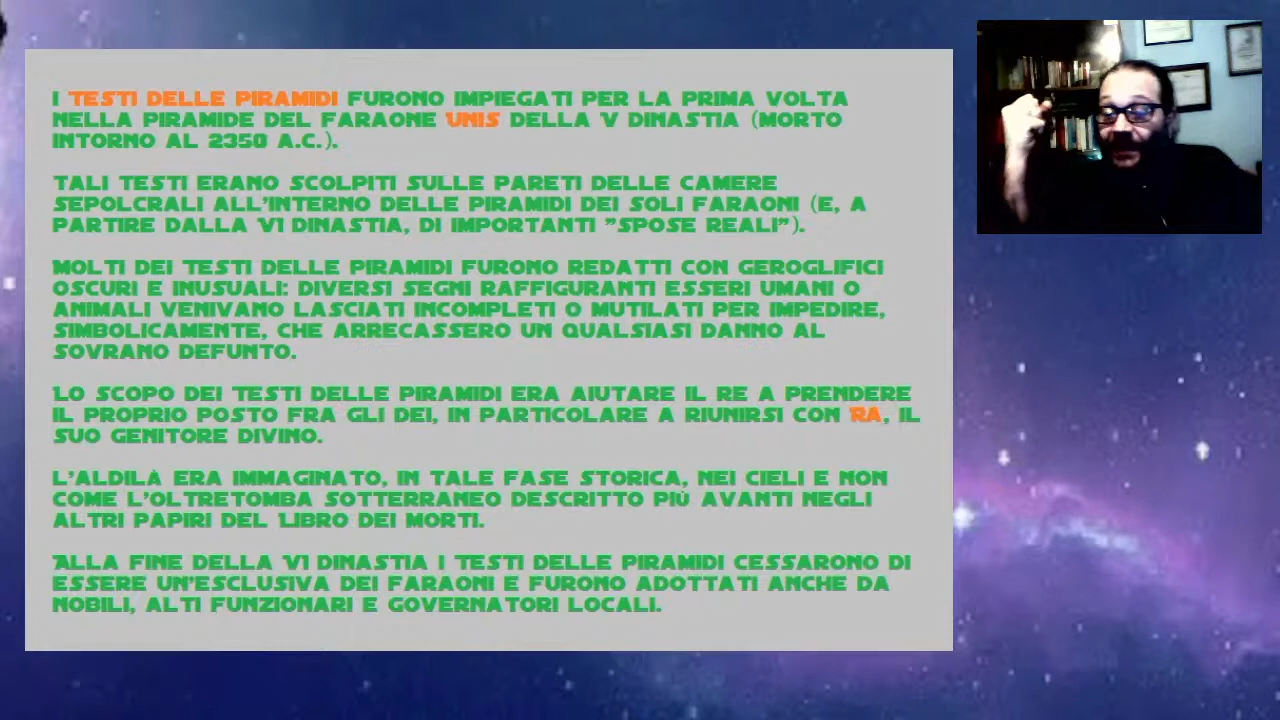 I TESTI DELLE PIRAMIDI FURONO IMPIEGATI PER LA PRIMA VOLTA
NELLA PIRAMIDE DEL FARAONE UNIS DELLA V DINASTIA (MORTO
INTORNO AL 2350 A.C.).
TALI TESTI ERANO SCOLPITI SULLE PARETI DELLE CAMERE
SEPOLCRALI ALL'INTERNO DELLE PIRAMIDI DEI SOLI FARAONI (E, A
PARTIRE DALLA VI DINASTIA, DI IMPORTANTI "SPOSE REALI").
MOLTI DEI TESTI DELLE PIRAMIDI FURONO REDATTI CON GEROGLIFICI
OSCURI E INUSUALI: DIVERSI SEGNI RAFFIGURANTI ESSERI UMANI O
ANIMALI VENIVANO LASCIATI INCOMPLETI O MUTILATI PER IMPEDIRE,
SIMBOLICAMENTE, CHE ARRECASSERO UN QUALSIASI DANNO AL
SOVRANO DEFUNTO.
LO SCOPO DEI TESTI DELLE PIRAMIDI ERA AIUTARE IL RE A PRENDERE
IL PROPRIO POSTO FRA GLI DEI, IN PARTICOLARE A RIUNIRSI CON RA, IL
SUO GENITORE DIVINO.
L'ALDILÀ ERA IMMAGINATO, IN TALE FASE STORICA, NEI CIELI E NON
COME L'OLTRETOMBA SOTTERRANEO DESCRITTO PIÙ AVANTI NEGLI
ALTRI PAPIRI DEL LIBRO DEI MORTI.
ALLA FINE DELLA VI DINASTIA I TESTI DELLE PIRAMIDI CESSARONO DI
ESSERE UN'ESCLUSIVA DEI FARAONI E FURONO ADOTTATI ANCHE DA
NOBILI, ALTI FUNZIONARI E GOVERNATORI LOCALI.